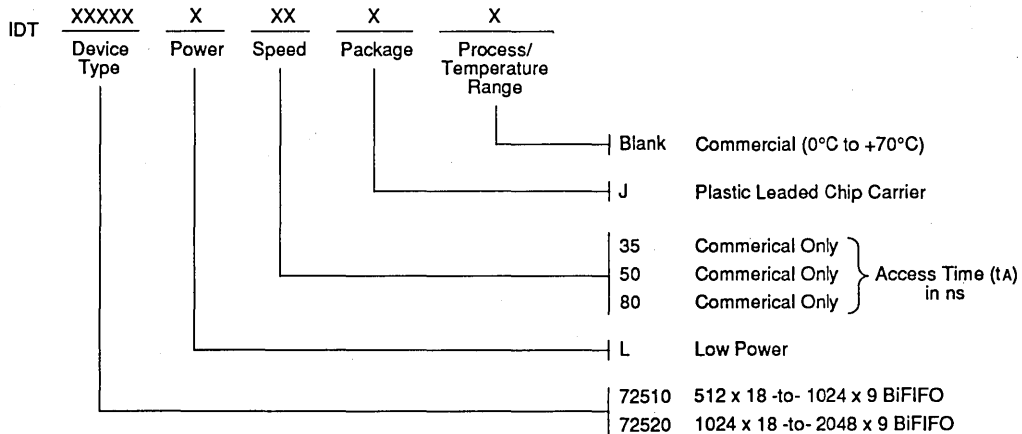 IDT XXXXX X XX X X
Device Type Power Speed Package Process/ Temperature Range
Blank Commercial (0°C to +70°C)
J Plastic Leaded Chip Carrier
35 Commerical Only
50 Commerical Only
80 Commerical Only
Access Time (tA)
in ns
L Low Power
72510 512 x 18 -to- 1024 x 9 BiFIFO
72520 1024 x 18 -to- 2048 x 9 BiFIFO